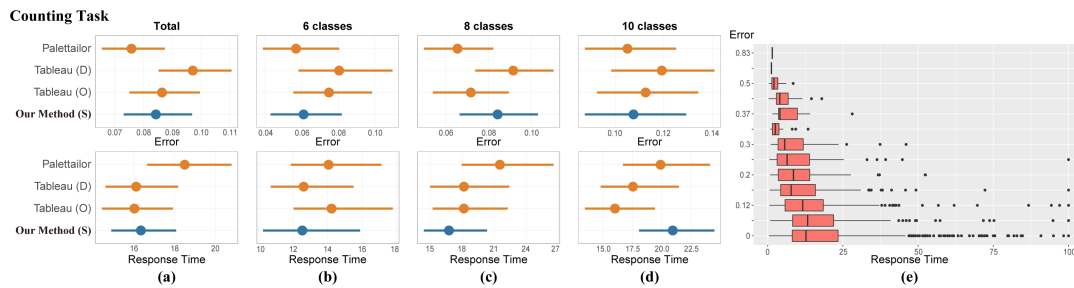 Counting Task
Total
6 classes
8 classes
10 classes
Error
Palettailor
Tableau (D)
Tableau (O)
Our Method (S)
0.07 0.08 0.09 0.10 0.11
0.04 0.06 0.08 0.10
0.06 0.08 0.10
0.10 0.12 0.14
Error
Error
Error
Error
Palettailor
Tableau (D)
Tableau (O)
Our Method (S)
16 18 20
10 12 14 16 18
15 18 21 24 27
15.0 17.5 20.0 22.5
Response Time
Response Time
Response Time
Response Time
(a)
(b)
(c)
(d)
0.83
0.5
0.37
0.3
0.2
0.12
0
0 25 50 75 100
Response Time
(e)